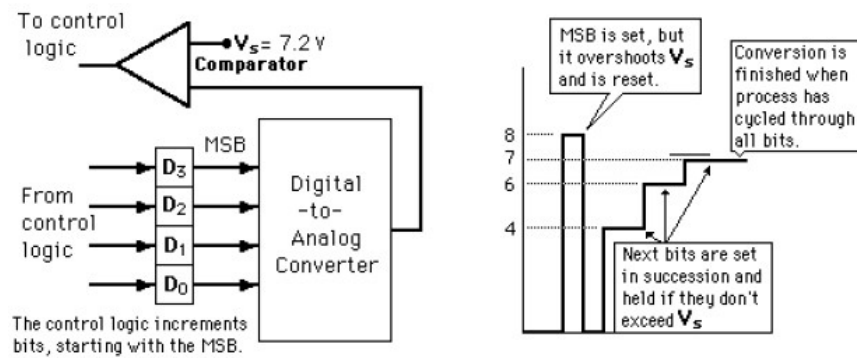 To control
logic
Vs= 7.2 V
Comparator
MSB
From
control
logic
D3
D2
D1
D0
Digital
-to-
Analog
Converter
The control logic increments
bits, starting with the MSB.
MSB is set, but
it overshoots Vs
and is reset.
Conversion is
finished when
process has
cycled through
all bits.
8
7
6
4
Next bits are set
in succession and
held if they don't
exceed Vs